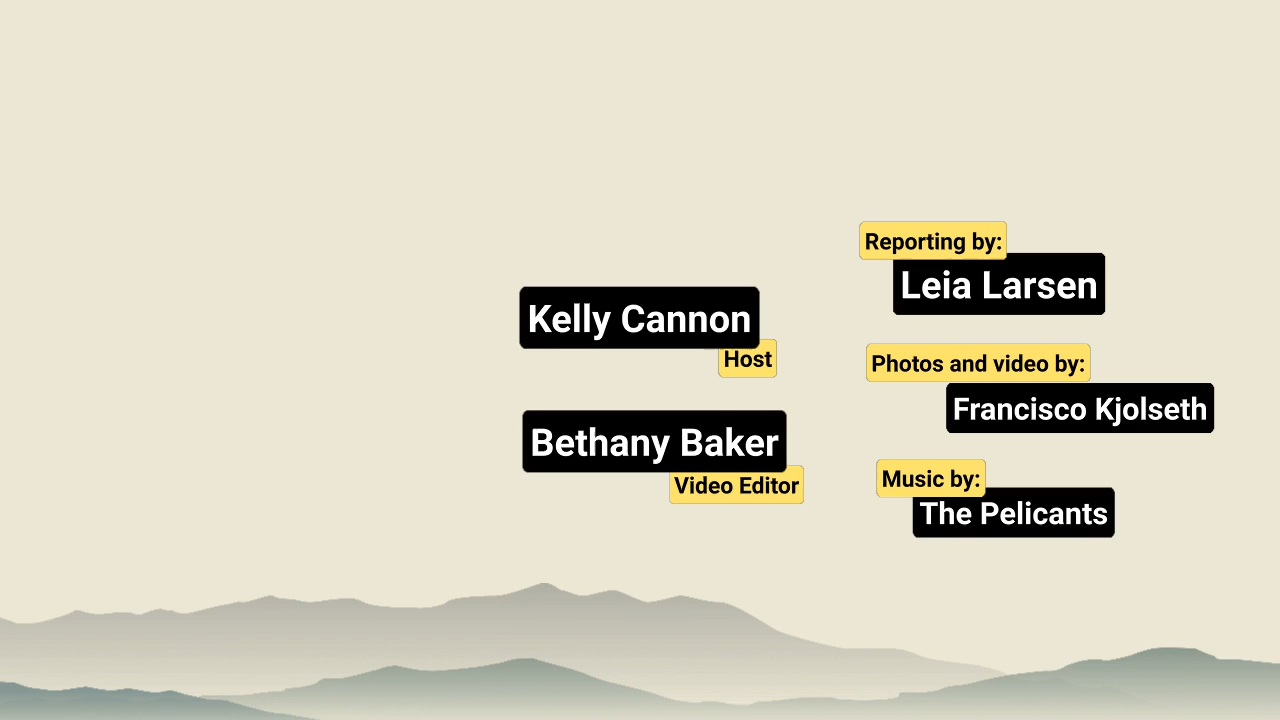 Kelly Cannon
Host
Bethany Baker
Video Editor
Reporting by:
Leia Larsen
Photos and video by:
Francisco Kjolseth
Music by:
The Pelicants